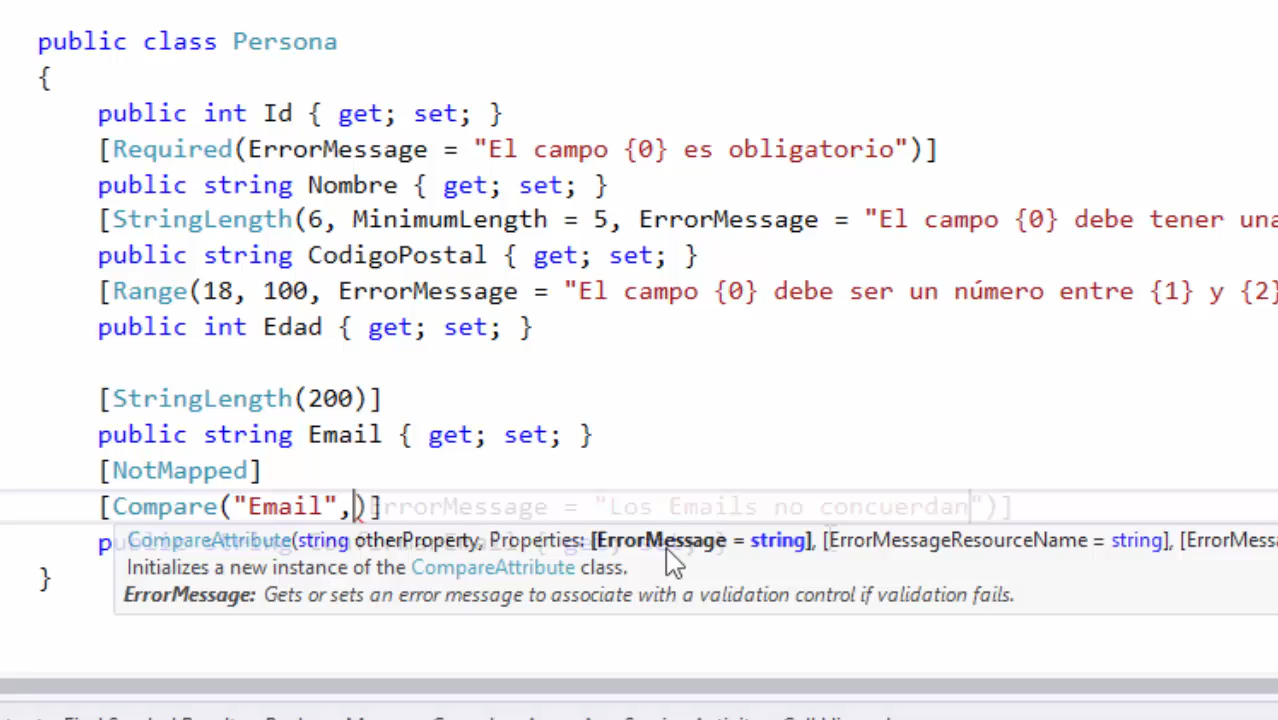 public class Persona
{
public int Id { get; set; }
[Required(ErrorMessage = "El campo {0} es obligatorio")]
public string Nombre { get; set; }
[StringLength(6, MinimumLength = 5, ErrorMessage = "El campo {0} debe tener una
public string CodigoPostal { get; set; }
[Range(18, 100, ErrorMessage = "El campo {0} debe ser un número entre {1} y {2}
public int Edad { get; set; }
[StringLength(200)]
public string Email { get; set; }
[NotMapped]
[Compare("Email",)] ErrorMessage = "Los Emails no concuerdan")]
CompareAttribute(string otherProperty, Properties: [ErrorMessage = string], [ErrorMessageResourceName = string], [ErrorMess
Initializes a new instance of the CompareAttribute class.
ErrorMessage: Gets or sets an error message to associate with a validation control if validation fails.
}